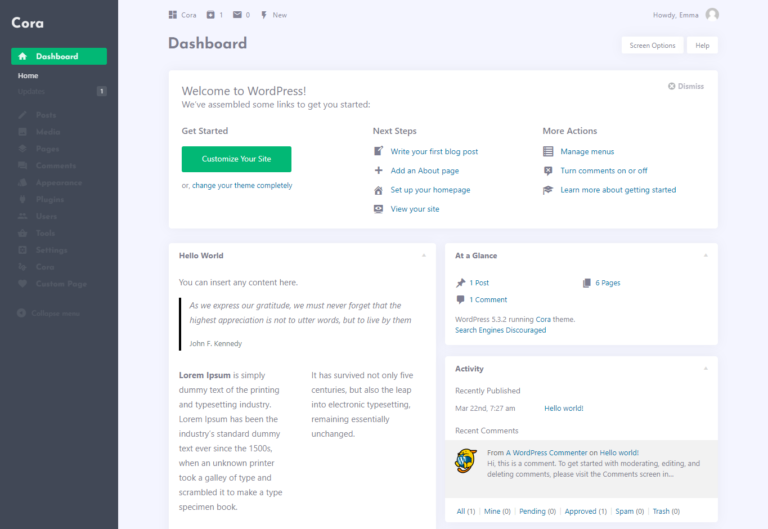 Cora
Dashboard
Home
Updates 1
Posts
Media
Pages
Comments
Appearance
Plugins
Users
Tools
Settings
Cora
Custom Page
Collapse menu
Cora 1 0 New
Howdy, Emma
Dashboard
Screen Options Help
Welcome to WordPress!
We've assembled some links to get you started:
Dismiss
Get Started
Customize Your Site
or, change your theme completely
Next Steps
Write your first blog post
Add an About page
Set up your homepage
View your site
More Actions
Manage menus
Turn comments on or off
Learn more about getting started
Hello World
You can insert any content here.
As we express our gratitude, we must never forget that the
highest appreciation is not to utter words, but to live by them
John F. Kennedy
Lorem Ipsum is simply
dummy text of the printing
and typesetting industry.
Lorem Ipsum has been the
industry's standard dummy
text ever since the 1500s,
when an unknown printer
took a galley of type and
scrambled it to make a type
specimen book.
It has survived not only five
centuries, but also the leap
into electronic typesetting,
remaining essentially
unchanged.
At a Glance
1 Post 6 Pages
1 Comment
WordPress 5.3.2 running Cora theme.
Search Engines Discouraged
Activity
Recently Published
Mar 22nd, 7:27 am Hello world!
Recent Comments
From A WordPress Commenter on Hello world!
Hi, this is a comment. To get started with moderating, editing, and
deleting comments, please visit the Comments screen in...
All (1) | Mine (0) | Pending (0) | Approved (1) | Spam (0) | Trash (0)